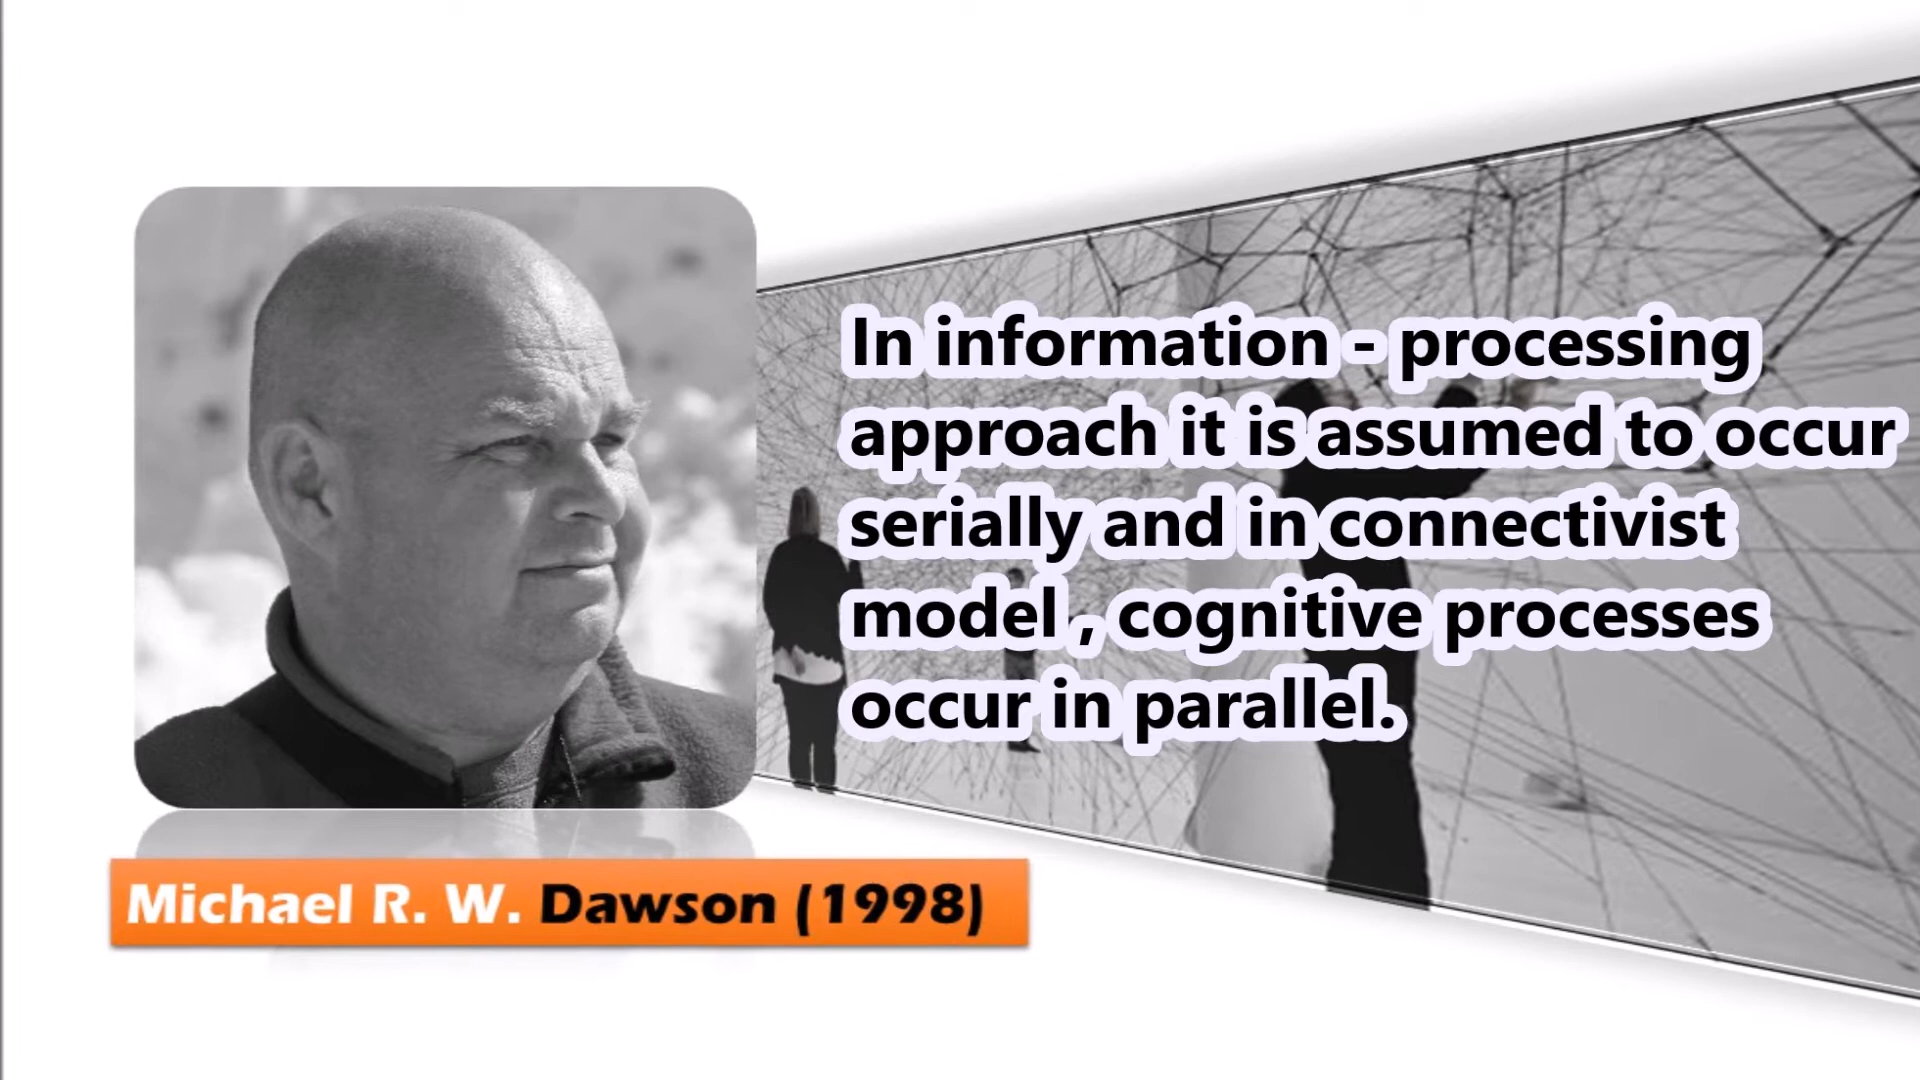 In information - processing
approach it is assumed to occur
serially and in connectivist
model , cognitive processes
occur in parallel.
Michael R. W. Dawson (1998)